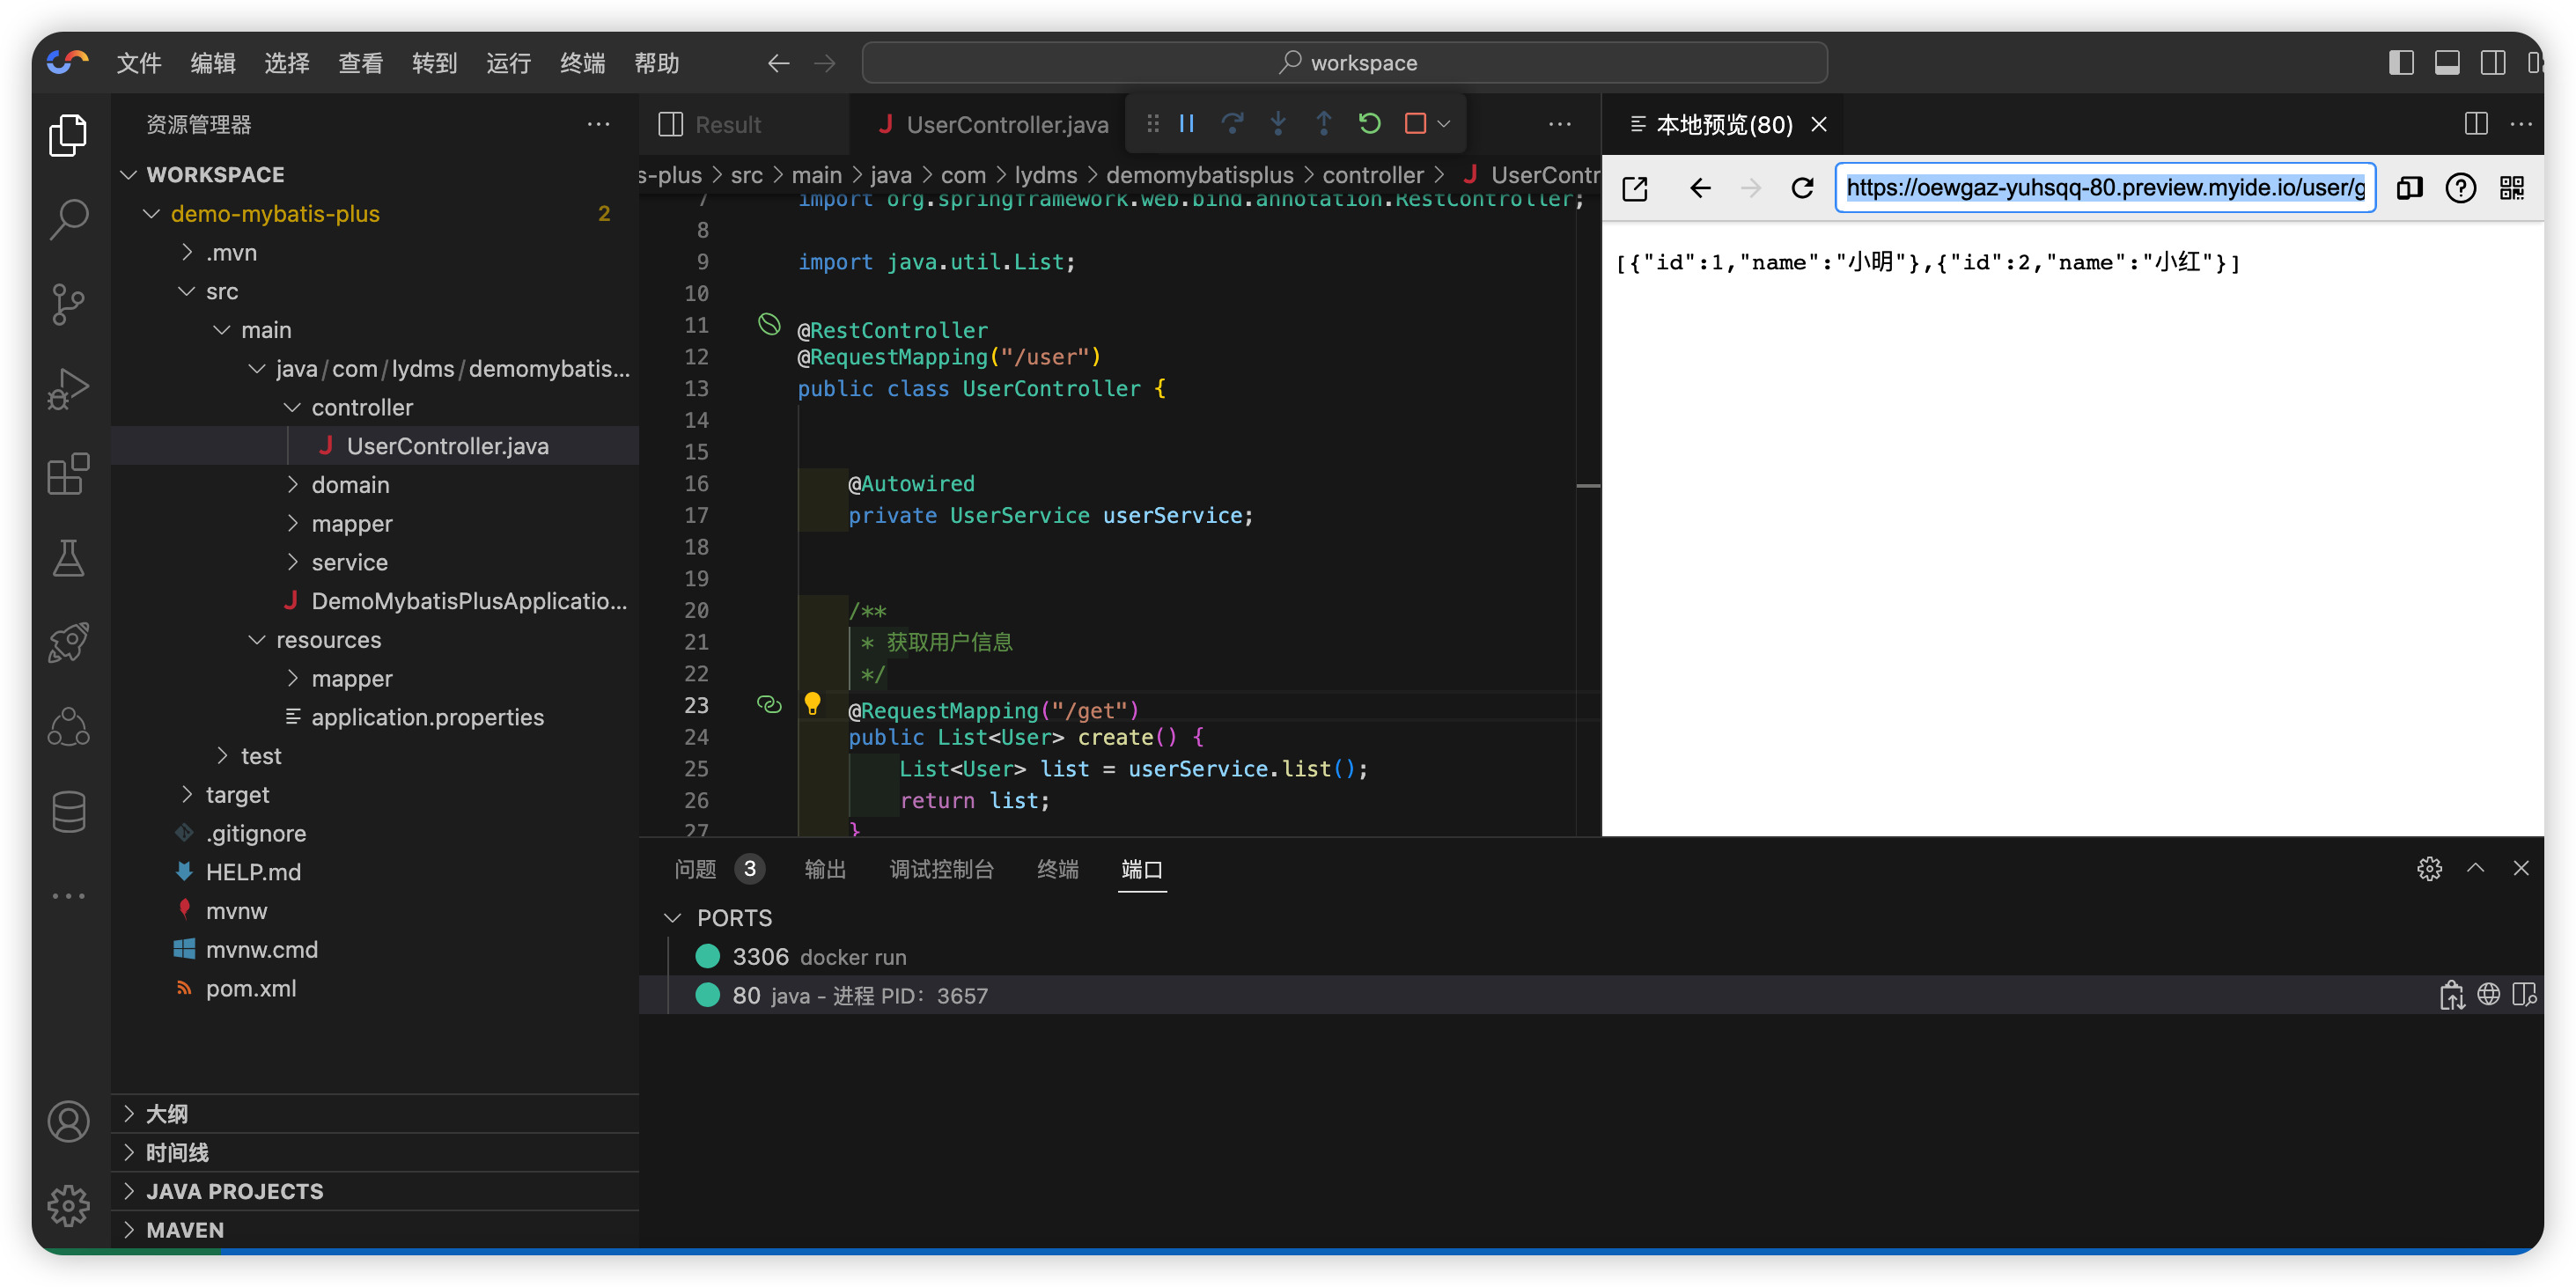 文件 编辑 选择 查看 转到 运行 终端 帮助
workspace
资源管理器
WORKSPACE
demo-mybatis-plus 2
.mvn
src
main
java/com/lydms/demomybatis...
controller
UserController.java
domain
mapper
service
DemoMybatisPlusApplicatio...
resources
mapper
application.properties
test
target
.gitignore
HELP.md
mvnw
mvnw.cmd
pom.xml
大纲
时间线
JAVA PROJECTS
MAVEN
Result
UserController.java
s-plus > src > main > java > com > lydms > demomybatisplus > controller > UserContr
7 import org.springframework.web.bind.annotation.RestController;
8
9 import java.util.List;
10
11 @RestController
12 @RequestMapping("/user")
13 public class UserController {
14
15
16 @Autowired
17 private UserService userService;
18
19
20 /**
21 * 获取用户信息
22 */
23 @RequestMapping("/get")
24 public List<User> create() {
25 List<User> list = userService.list();
26 return list;
27 }
本地预览(80)
https://oewgaz-yuhsqq-80.preview.myide.io/user/g
[{"id":1,"name":"小明"},{"id":2,"name":"小红"}]
问题 3 输出 调试控制台 终端 端口
PORTS
3306 docker run
80 java - 进程 PID：3657